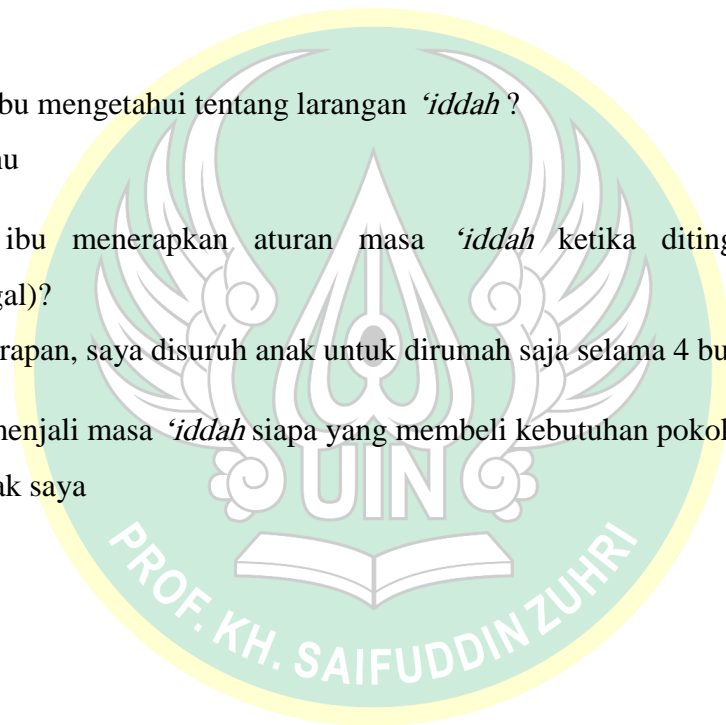 bu mengetahui tentang larangan ‘iddah ?
u
ibu menerapkan aturan masa ‘iddah ketika diting
gal)?
rapan, saya disuruh anak untuk dirumah saja selama 4 bu
menjali masa ‘iddah siapa yang membeli kebutuhan pokok
ak saya
UIN
PROF. KH. SAIFUDDIN ZUHRI